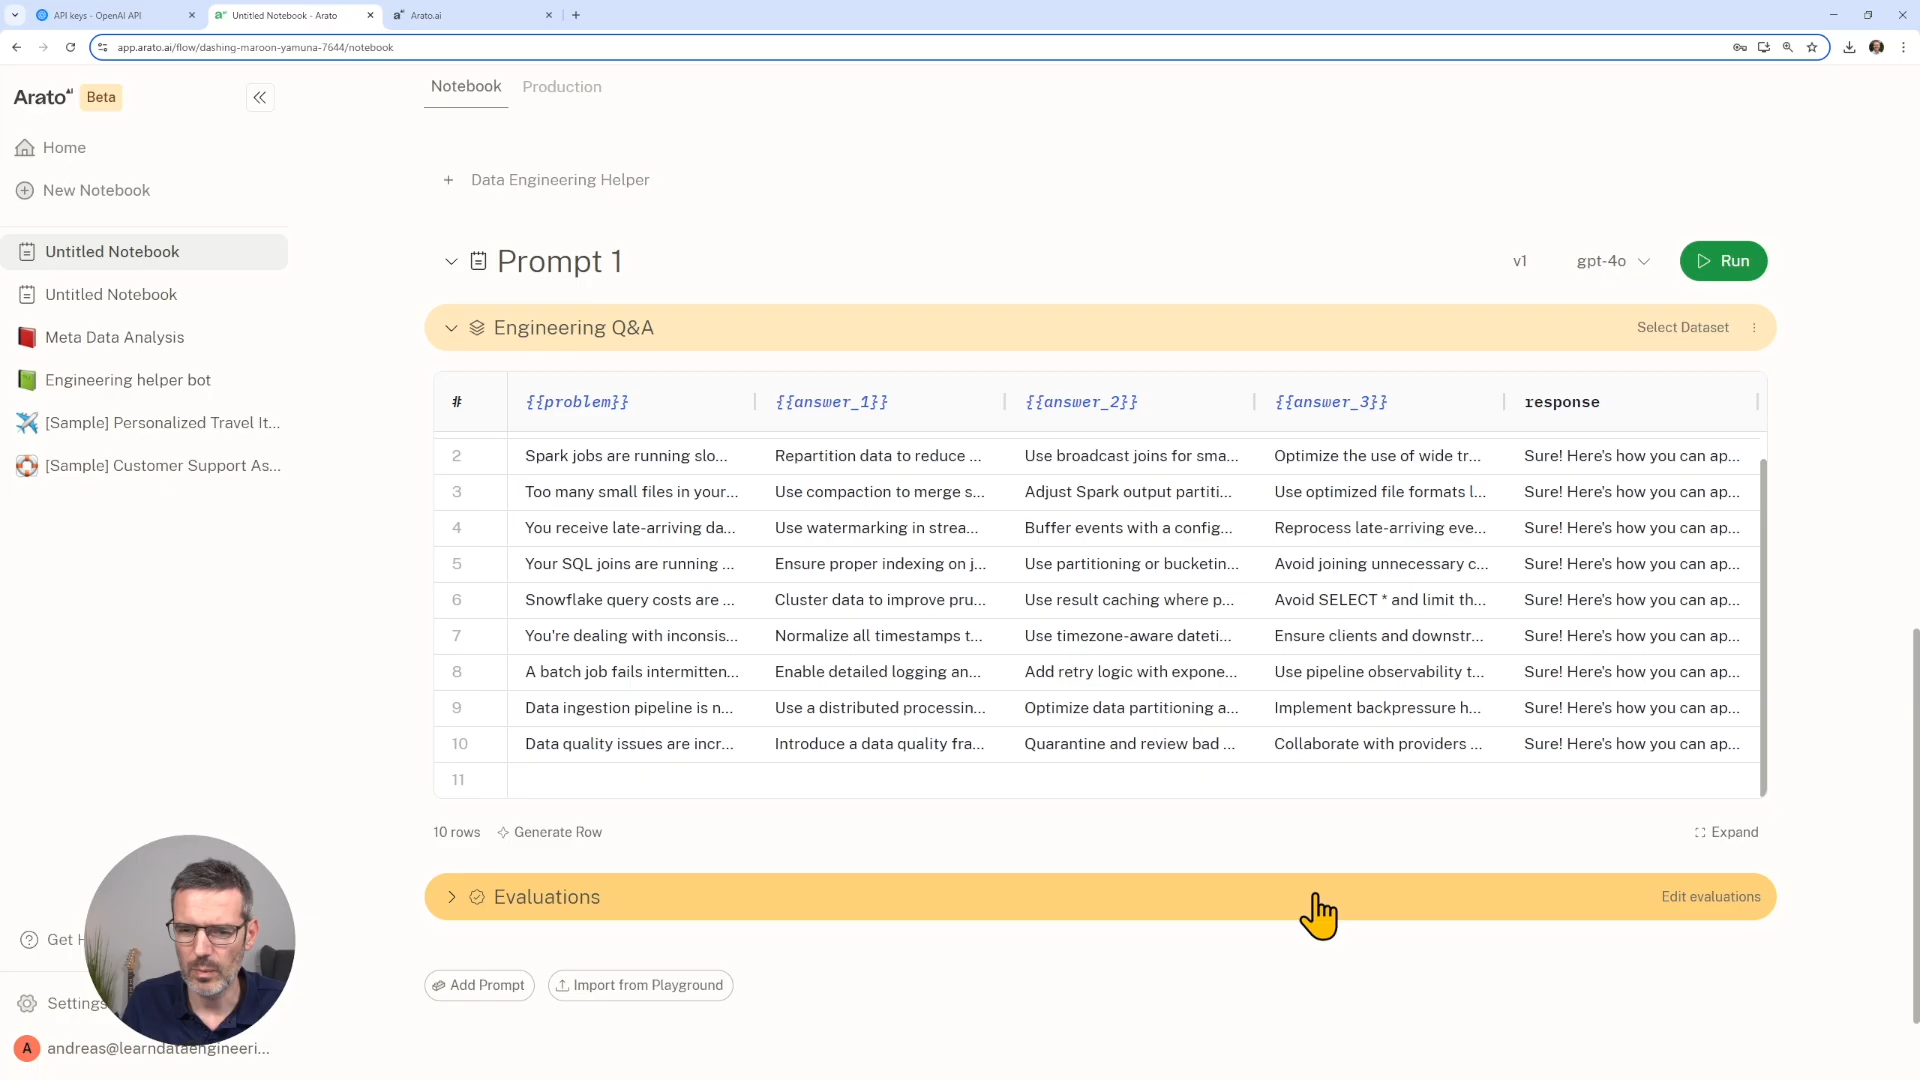 API keys - OpenAI API
Untitled Notebook - Arato
Arato.ai
app.arato.ai/flow/dashing-maroon-yamuna-7644/notebook
Arato AI Beta
Home
New Notebook
Untitled Notebook
Untitled Notebook
Meta Data Analysis
Engineering helper bot
[Sample] Personalized Travel It...
[Sample] Customer Support As...
Get H
Settings
A andreas@learndataengineeri...
Notebook Production
+ Data Engineering Helper
Prompt 1 v1 gpt-4o Run
Engineering Q&A Select Dataset
# {{problem}} {{answer_1}} {{answer_2}} {{answer_3}} response
2 Spark jobs are running slo... Repartition data to reduce ... Use broadcast joins for sma... Optimize the use of wide tr... Sure! Here's how you can ap...
3 Too many small files in your... Use compaction to merge s... Adjust Spark output partiti... Use optimized file formats l... Sure! Here's how you can ap...
4 You receive late-arriving da... Use watermarking in strea... Buffer events with a config... Reprocess late-arriving eve... Sure! Here's how you can ap...
5 Your SQL joins are running ... Ensure proper indexing on j... Use partitioning or bucketin... Avoid joining unnecessary c... Sure! Here's how you can ap...
6 Snowflake query costs are ... Cluster data to improve pru... Use result caching where p... Avoid SELECT * and limit th... Sure! Here's how you can ap...
7 You're dealing with inconsis... Normalize all timestamps t... Use timezone-aware dateti... Ensure clients and downstr... Sure! Here's how you can ap...
8 A batch job fails intermitten... Enable detailed logging an... Add retry logic with expone... Use pipeline observability t... Sure! Here's how you can ap...
9 Data ingestion pipeline is n... Use a distributed processin... Optimize data partitioning a... Implement backpressure h... Sure! Here's how you can ap...
10 Data quality issues are incr... Introduce a data quality fra... Quarantine and review bad ... Collaborate with providers ... Sure! Here's how you can ap...
11
10 rows Generate Row Expand
Evaluations Edit evaluations
Add Prompt Import from Playground